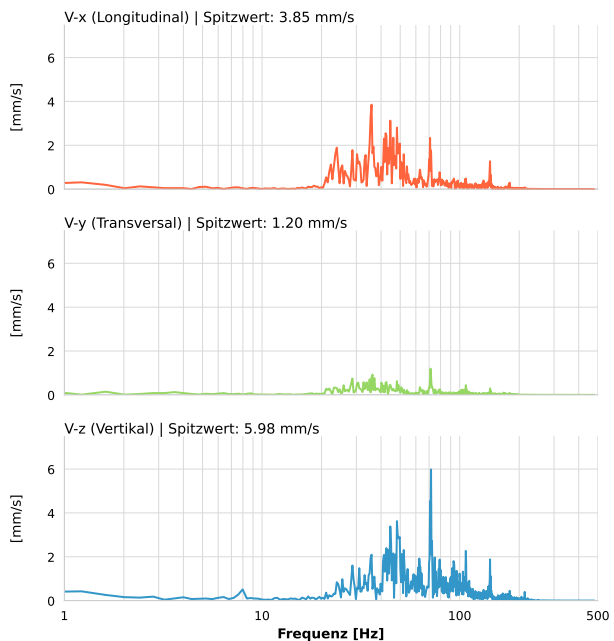 V-x (Longitudinal) | Spitzwert: 3.85 mm/s
6
4
2
0
[mm/s]
V-y (Transversal) | Spitzwert: 1.20 mm/s
6
4
2
0
[mm/s]
V-z (Vertikal) | Spitzwert: 5.98 mm/s
6
4
2
0
[mm/s]
1 10 100 500
Frequenz [Hz]